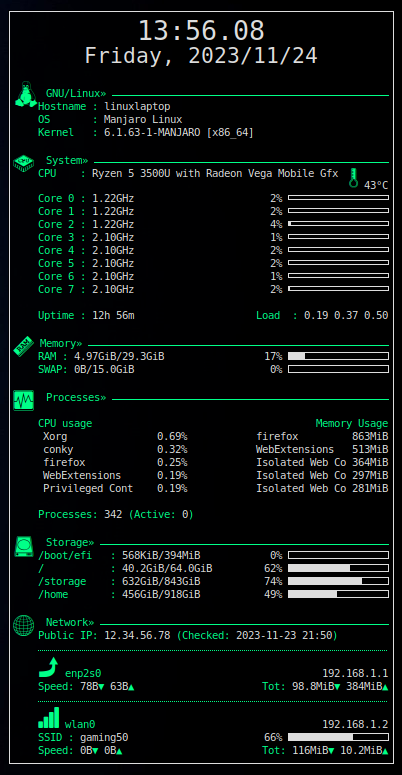 13:56.08
Friday, 2023/11/24
GNU/Linux»
Hostname : linuxlaptop
OS : Manjaro Linux
Kernel : 6.1.63-1-MANJARO [x86_64]
System»
CPU : Ryzen 5 3500U with Radeon Vega Mobile Gfx 43°C
Core 0 : 1.22GHz 2%
Core 1 : 1.22GHz 2%
Core 2 : 1.22GHz 4%
Core 3 : 2.10GHz 1%
Core 4 : 2.10GHz 2%
Core 5 : 2.10GHz 2%
Core 6 : 2.10GHz 1%
Core 7 : 2.10GHz 2%
Uptime : 12h 56m Load : 0.19 0.37 0.50
RAM
Memory»
RAM : 4.97GiB/29.3GiB 17%
SWAP: 0B/15.0GiB 0%
Processes»
CPU usage Memory Usage
Xorg 0.69% firefox 863MiB
conky 0.32% WebExtensions 513MiB
firefox 0.25% Isolated Web Co 364MiB
WebExtensions 0.19% Isolated Web Co 297MiB
Privileged Cont 0.19% Isolated Web Co 281MiB
Processes: 342 (Active: 0)
Storage»
/boot/efi : 568KiB/394MiB 0%
/ : 40.2GiB/64.0GiB 62%
/storage : 632GiB/843GiB 74%
/home : 456GiB/918GiB 49%
Network»
Public IP: 12.34.56.78 (Checked: 2023-11-23 21:50)
enp2s0 192.168.1.1
Speed: 78B▼ 63B▲ Tot: 98.8MiB▼ 384MiB▲
wlan0 192.168.1.2
SSID : gaming50 66%
Speed: 0B▼ 0B▲ Tot: 116MiB▼ 10.2MiB▲